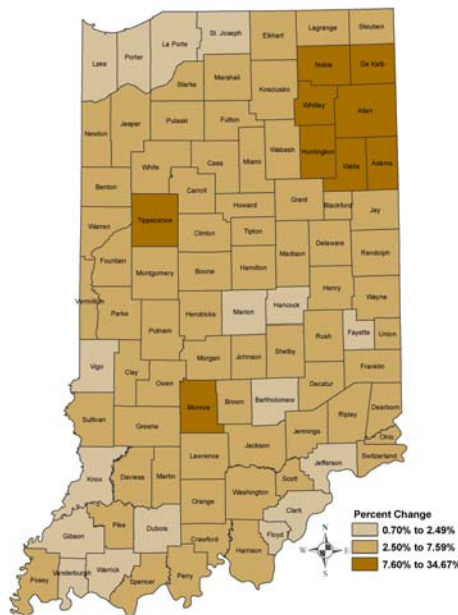 Steuben
Lagrange
Elkhart
St. Joseph
La Porte
Porter
Lake
Noble
De Kalb
Marshall
Starke
Kosciusko
Whitley
Allen
Jasper
Newton
Pulaski
Fulton
Wabash
Miami
Huntington
Wells
Adams
Cass
White
Benton
Carroll
Howard
Grant
Blackford
Jay
Warren
Tippecanoe
Clinton
Tipton
Madison
Delaware
Randolph
Fountain
Montgomery
Boone
Hamilton
Henry
Wayne
Vermillion
Parke
Putnam
Hendricks
Marion
Hancock
Fayette
Union
Rush
Shelby
Johnson
Morgan
Vigo
Clay
Owen
Franklin
Decatur
Bartholomew
Brown
Monroe
Sullivan
Greene
Dearborn
Ripley
Ohio
Jennings
Jackson
Lawrence
Switzerland
Jefferson
Scott
Washington
Orange
Martin
Daviess
Knox
Clark
Floyd
Harrison
Crawford
Dubois
Pike
Gibson
Perry
Spencer
Warrick
Vanderburgh
Posey
Percent Change
0.70% to 2.49%
2.50% to 7.59%
7.60% to 34.67%
N
W
E
S